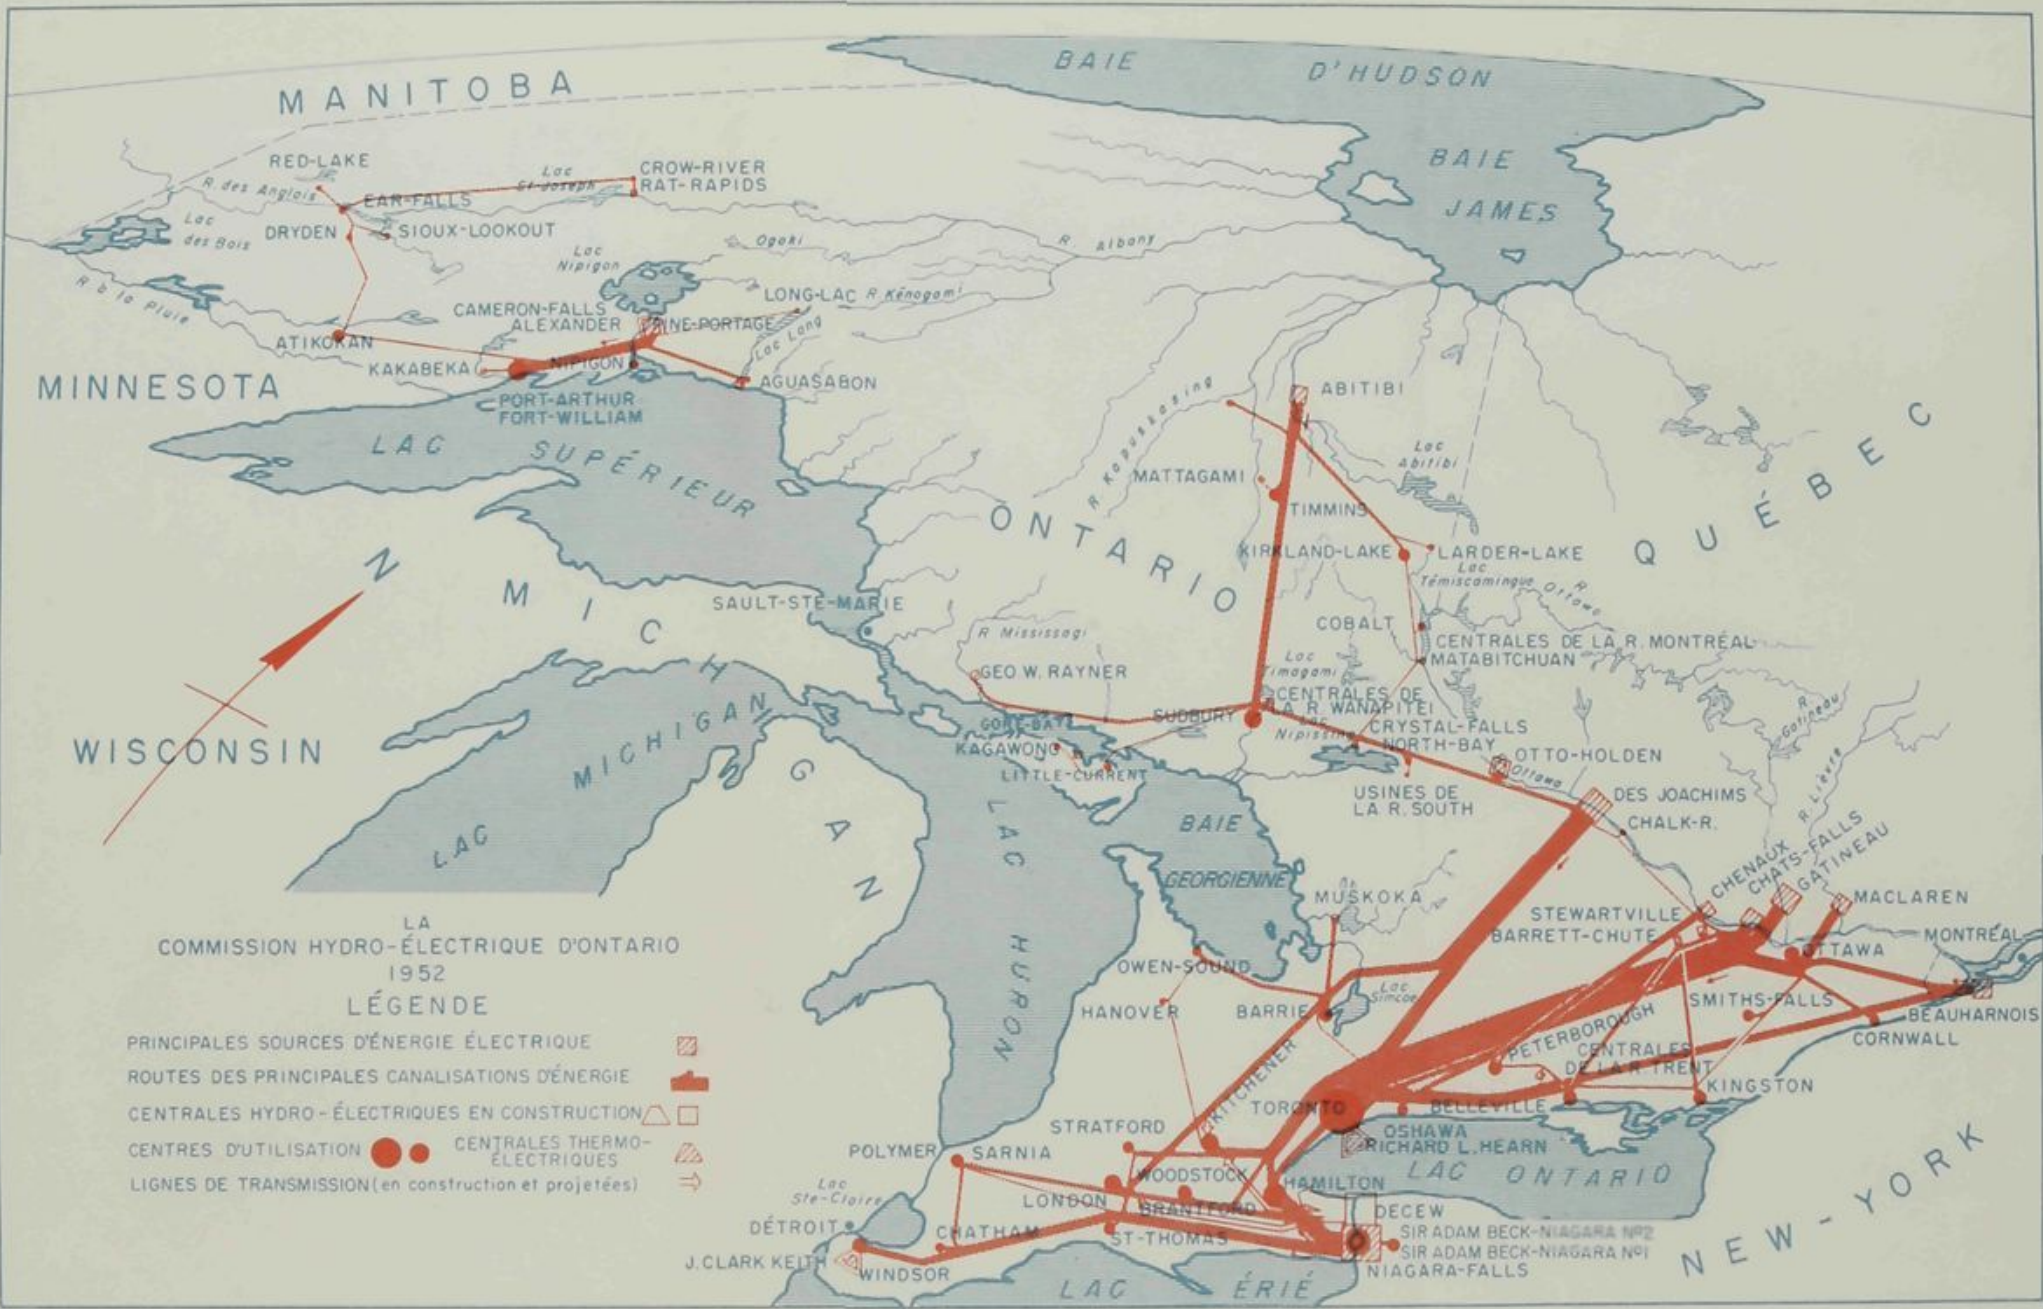 BAIE D'HUDSON
MANITOBA
BAIE JAMES
RED-LAKE
Lac St-Joseph
CROW-RIVER
RAT-RAPIDS
R. des Anglais
EAR-FALLS
Lac des Bois
DRYDEN
SIOUX-LOOKOUT
Ogoki
R. Albany
Lac Nipigon
R. à la Pluie
CAMERON-FALLS
ALEXANDER
PINE-PORTAGE
LONG-LAC
R. Kénogami
Lac Long
ATIKOKAN
KAKABEKA
NIPIGON
AGUASABON
MINNESOTA
PORT-ARTHUR
FORT-WILLIAM
LAC SUPÉRIEUR
ABITIBI
R. Kapuskasing
Lac Abitibi
MATTAGAMI
TIMMINS
ONTARIO
QUÉBEC
KIRKLAND-LAKE
LARDER-LAKE
Lac Témiscamingue
R. Ottawa
N
MICHIGAN
SAULT-STE-MARIE
R. Mississagi
COBALT
CENTRALES DE LA R. MONTRÉAL
MATABITCHUAN
Lac Timagami
GEO W. RAYNER
CENTRALES DE
LA R. WANAPITEI
SUDBURY
GORE-BAY
KAGAWONG
LITTLE-CURRENT
Lac Nipissing
CRYSTAL-FALLS
NORTH-BAY
OTTO-HOLDEN
Ottawa
R. Gatineau
R. Lièvre
WISCONSIN
LAC MICHIGAN
USINES DE
LA R. SOUTH
DES JOACHIMS
CHALK-R.
BAIE GEORGIENNE
LAC HURON
CHENAUX
CHATS-FALLS
GATINEAU
MACLAREN
MUSKOKA
STEWARTVILLE
BARRETT-CHUTE
OTTAWA
MONTRÉAL
OWEN-SOUND
HANOVER
BARRIE
Lac Simcoe
SMITHS-FALLS
BEAUHARNOIS
CORNWALL
PETERBOROUGH
CENTRALES
DE LA R. TRENT
KINGSTON
KITCHENER
TORONTO
BELLEVILLE
STRATFORD
OSHAWA
RICHARD L. HEARN
LAC ONTARIO
POLYMER
SARNIA
WOODSTOCK
HAMILTON
LONDON
BRANTFORD
DECEW
Lac Ste-Claire
DÉTROIT
CHATHAM
ST-THOMAS
SIR ADAM BECK-NIAGARA Nº2
SIR ADAM BECK-NIAGARA Nº1
NIAGARA-FALLS
J. CLARK KEITH
WINDSOR
LAC ÉRIÉ
NEW-YORK
LA
COMMISSION HYDRO-ÉLECTRIQUE D'ONTARIO
1952
LÉGENDE
PRINCIPALES SOURCES D'ÉNERGIE ÉLECTRIQUE
ROUTES DES PRINCIPALES CANALISATIONS D'ÉNERGIE
CENTRALES HYDRO-ÉLECTRIQUES EN CONSTRUCTION
CENTRES D'UTILISATION
CENTRALES THERMO-
ÉLECTRIQUES
LIGNES DE TRANSMISSION (en construction et projetées)